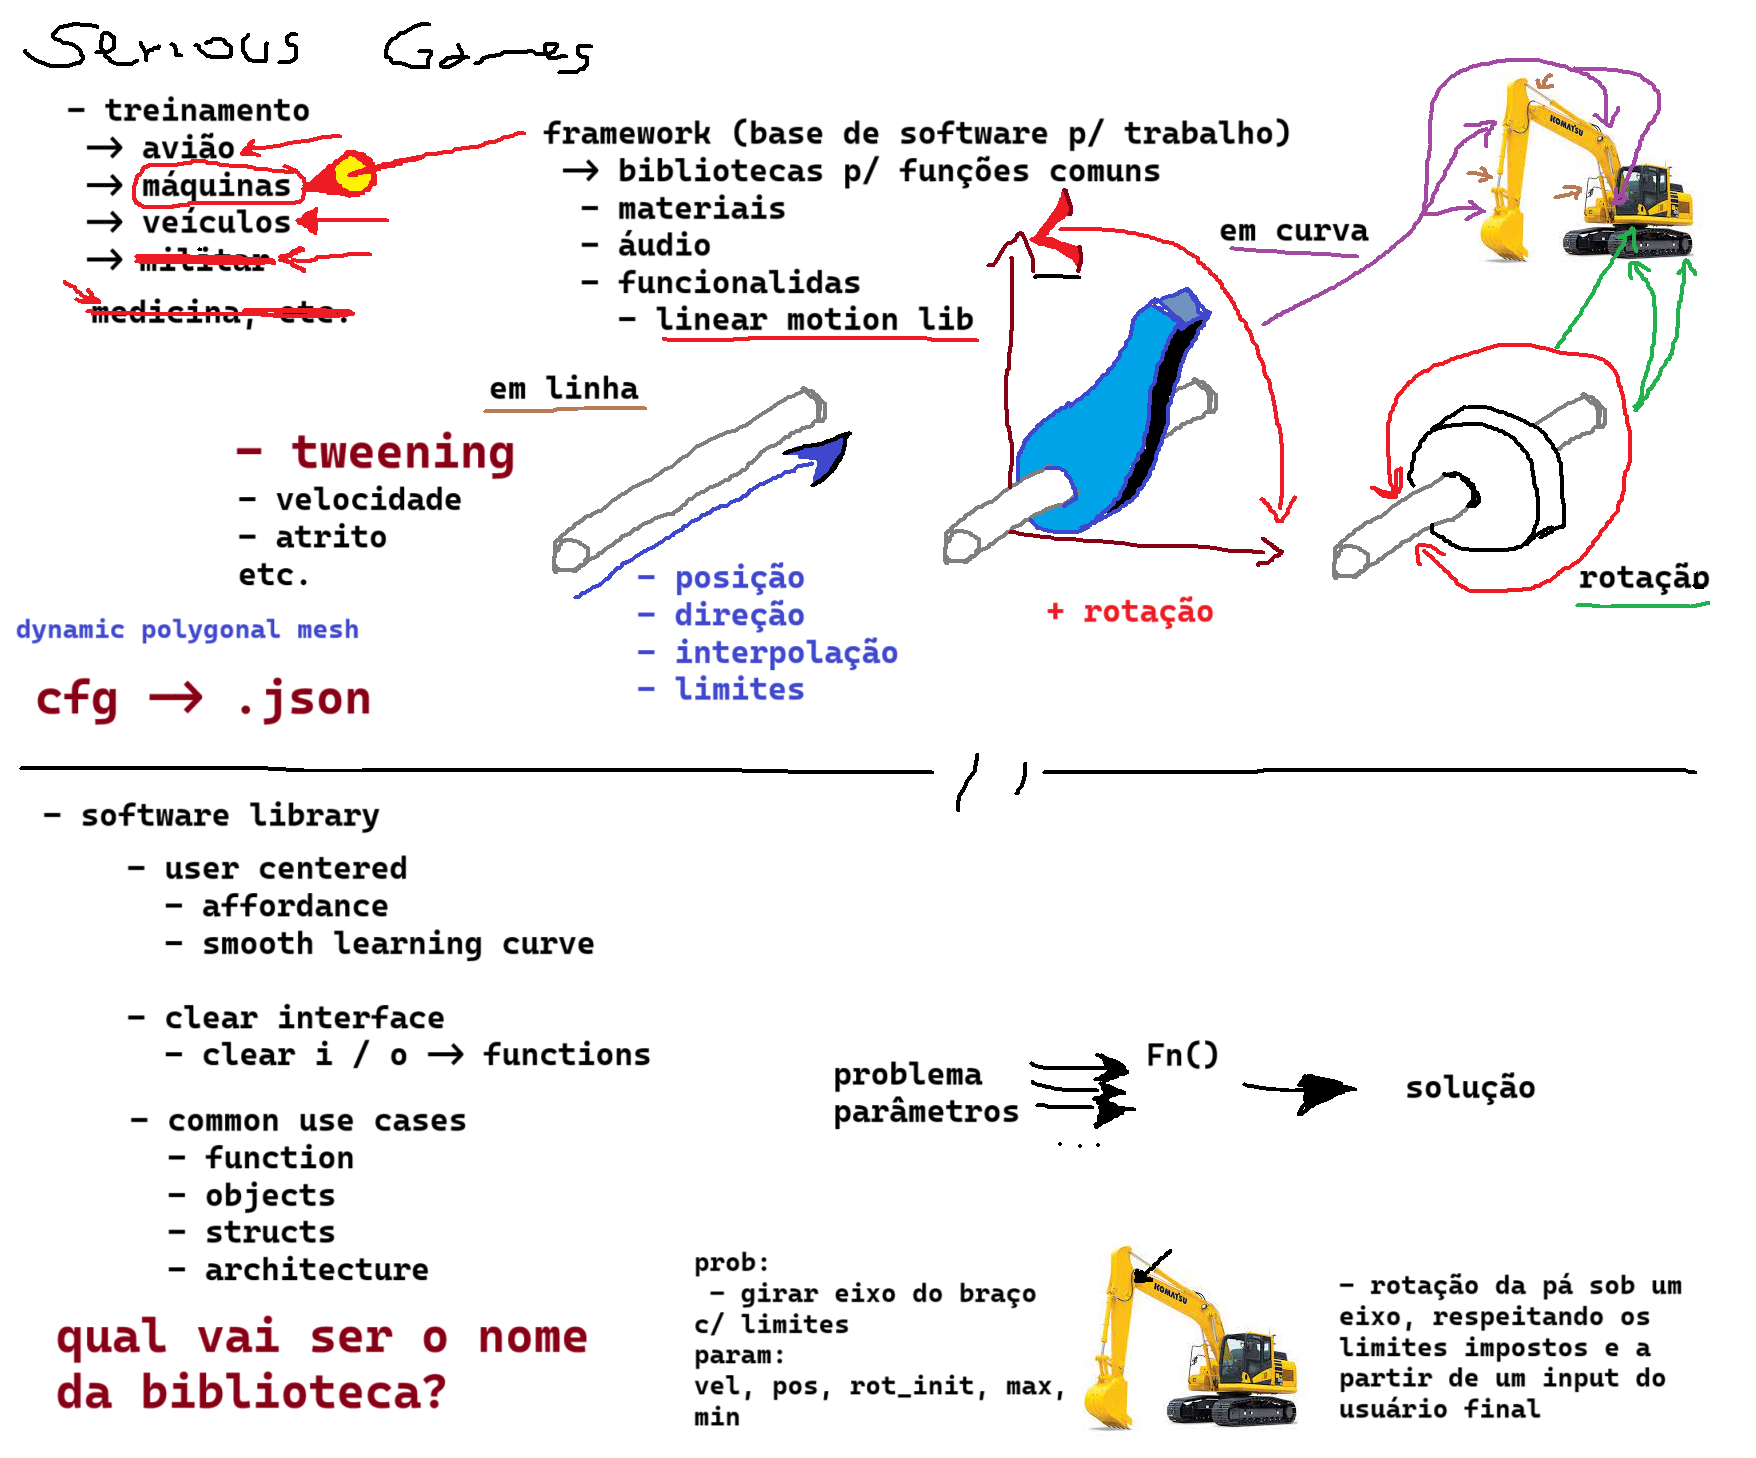 Serious Games
- treinamento
→ avião
→ máquinas
→ veículos
→ militar
medicina, etc.
framework (base de software p/ trabalho)
→ bibliotecas p/ funções comuns
- materiais
- áudio
- funcionalidas
- linear motion lib
em curva
KOMATSU
em linha
- tweening
- velocidade
- atrito
etc.
dynamic polygonal mesh
cfg → .json
- posição
- direção
- interpolação
- limites
+ rotação
rotação
- software library
- user centered
- affordance
- smooth learning curve
- clear interface
- clear i / o → functions
- common use cases
- function
- objects
- structs
- architecture
qual vai ser o nome
da biblioteca?
problema
parâmetros
...
Fn()
solução
prob:
- girar eixo do braço
c/ limites
param:
vel, pos, rot_init, max,
min
KOMATSU
- rotação da pá sob um
eixo, respeitando os
limites impostos e a
partir de um input do
usuário final